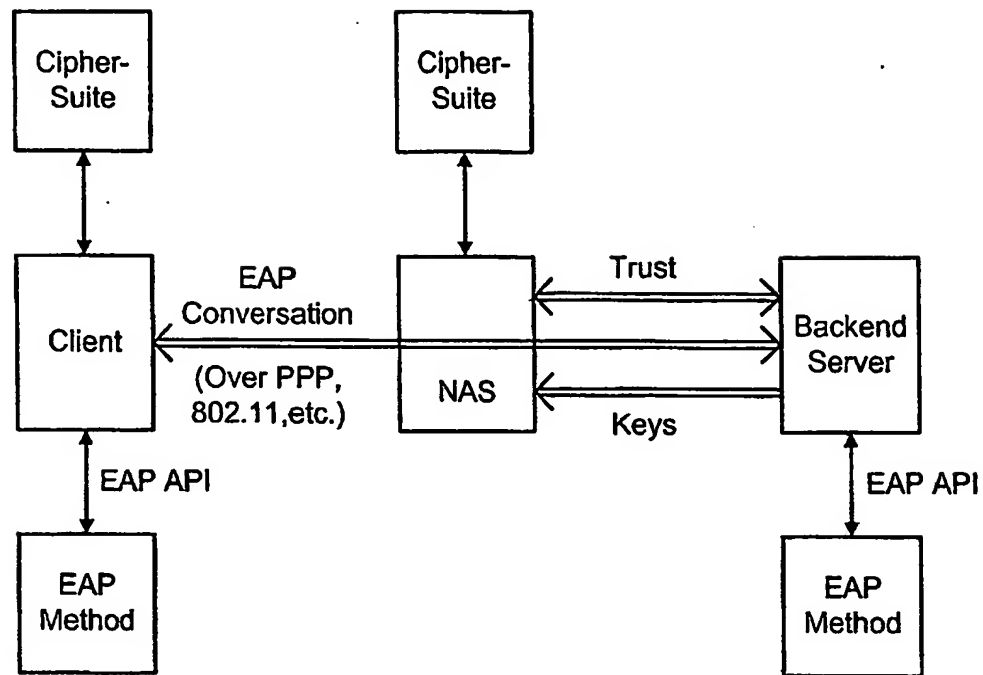 Cipher-
Suite
Cipher-
Suite
EAP
Conversation
Trust
Client
Backend
Server
(Over PPP,
802.11,etc.)
NAS
Keys
EAP API
EAP API
EAP
Method
EAP
Method